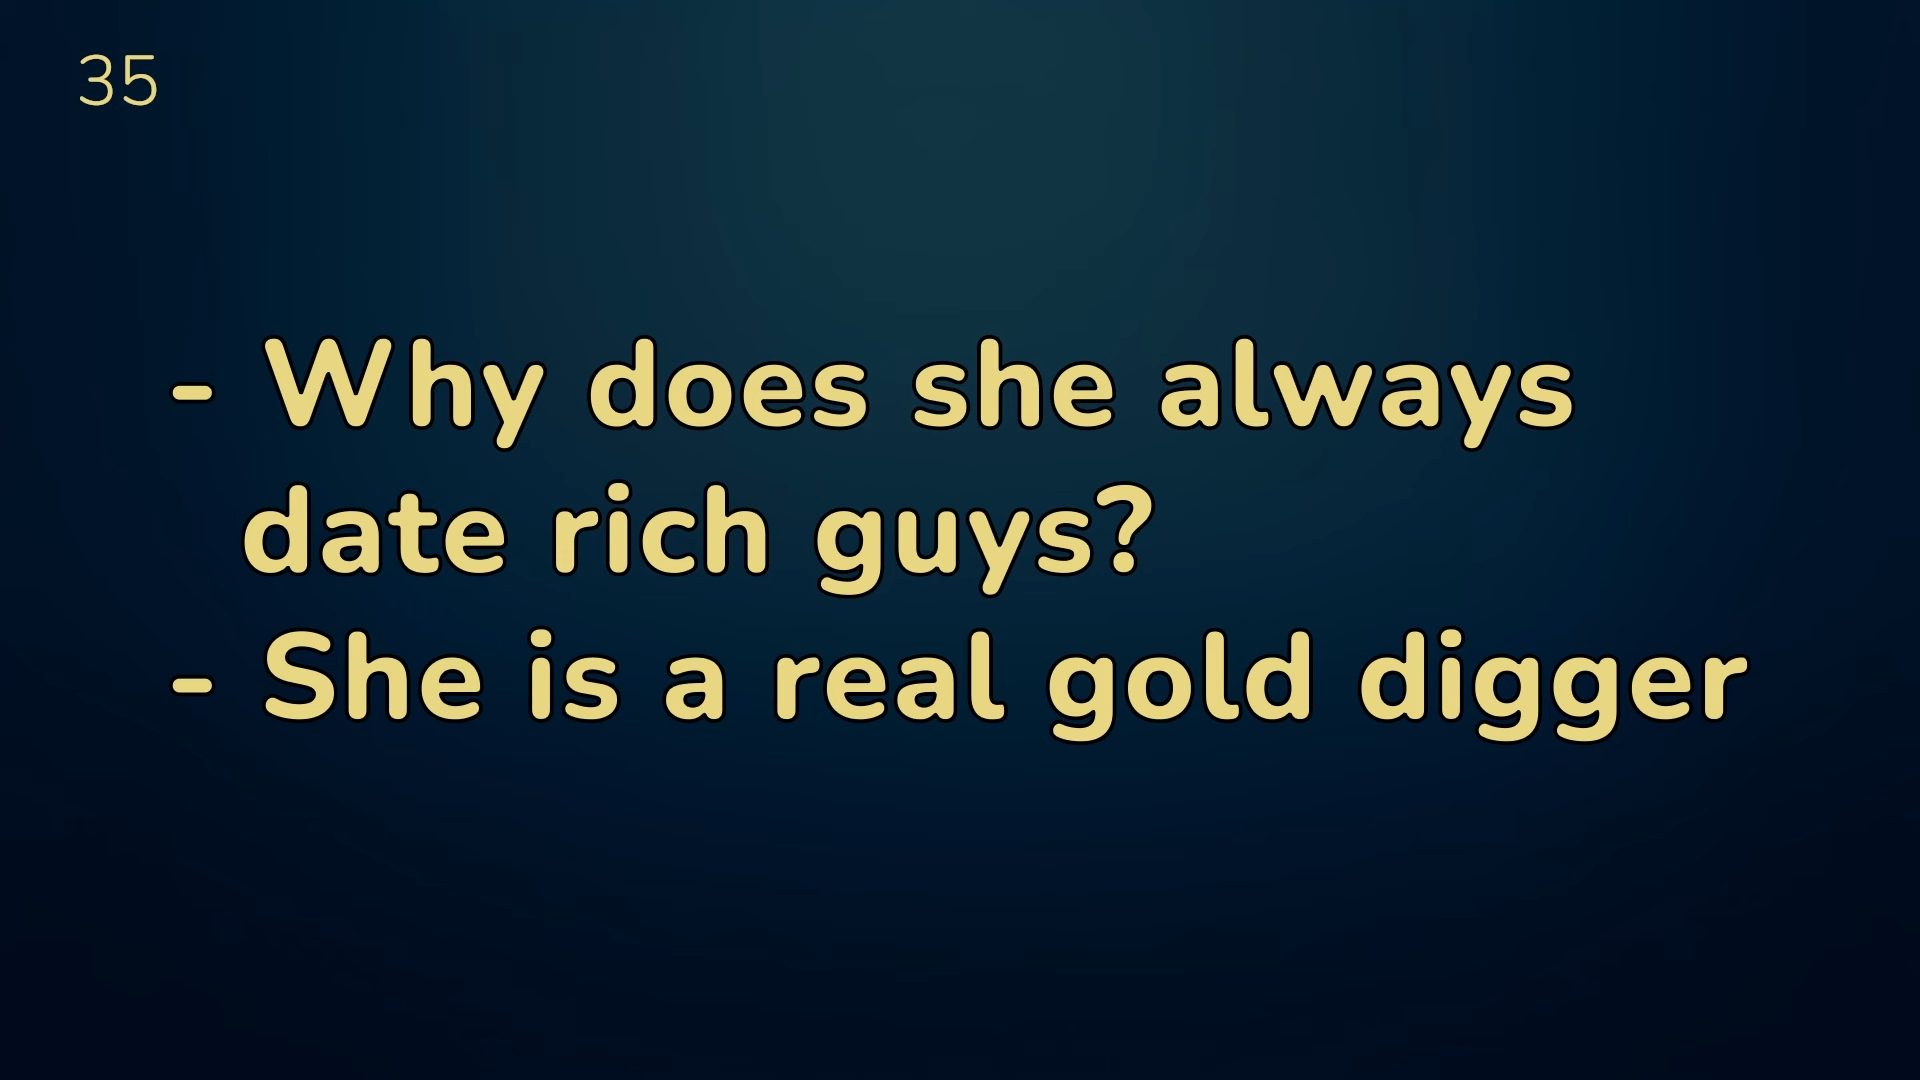 35
- Why does she always
date rich guys?
- She is a real gold digger